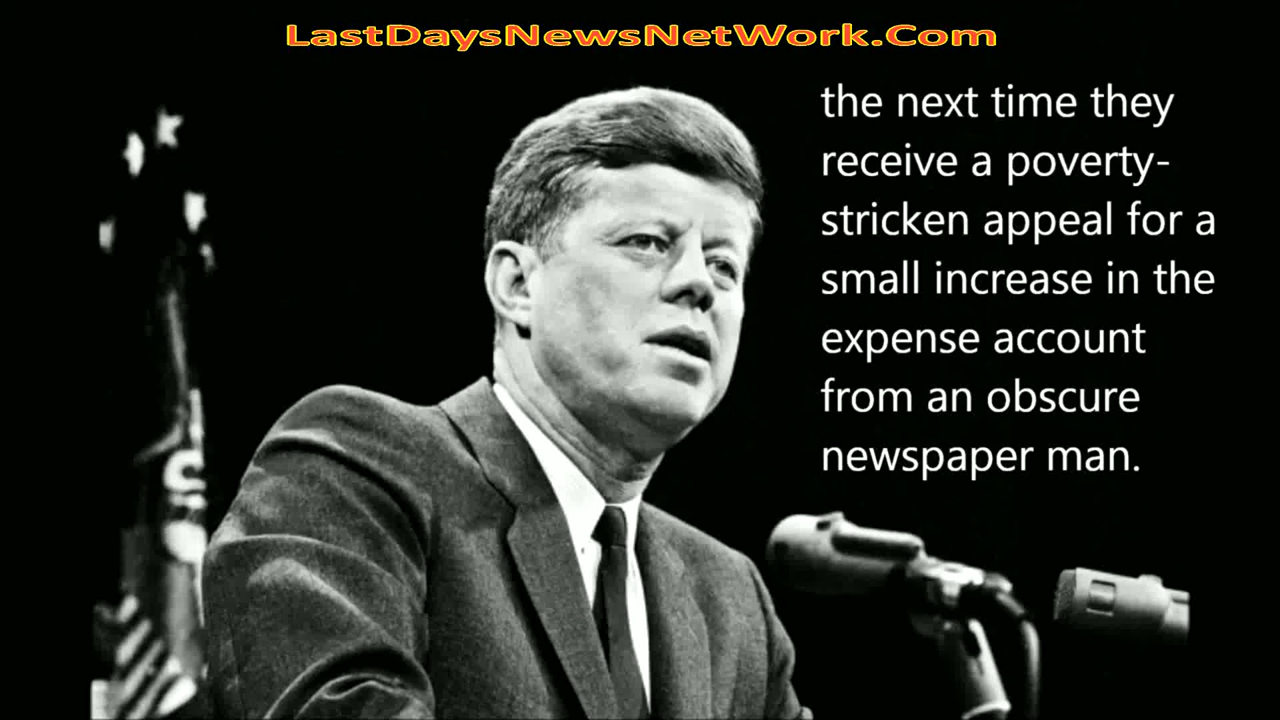 LastDaysNewsNetWork.Com
the next time they
receive a poverty-
stricken appeal for a
small increase in the
expense account
from an obscure
newspaper man.